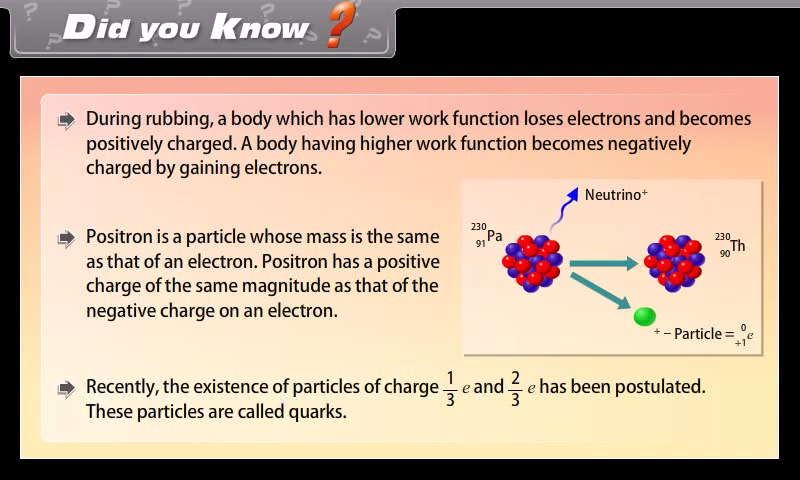 Did you Know ?
During rubbing, a body which has lower work function loses electrons and becomes
positively charged. A body having higher work function becomes negatively
charged by gaining electrons.
Positron is a particle whose mass is the same
as that of an electron. Positron has a positive
charge of the same magnitude as that of the
negative charge on an electron.
Neutrino⁺
²³⁰₉₁Pa
²³⁰₉₀Th
⁺ – Particle = ⁰₊₁e
Recently, the existence of particles of charge 1/3 e and 2/3 e has been postulated.
These particles are called quarks.